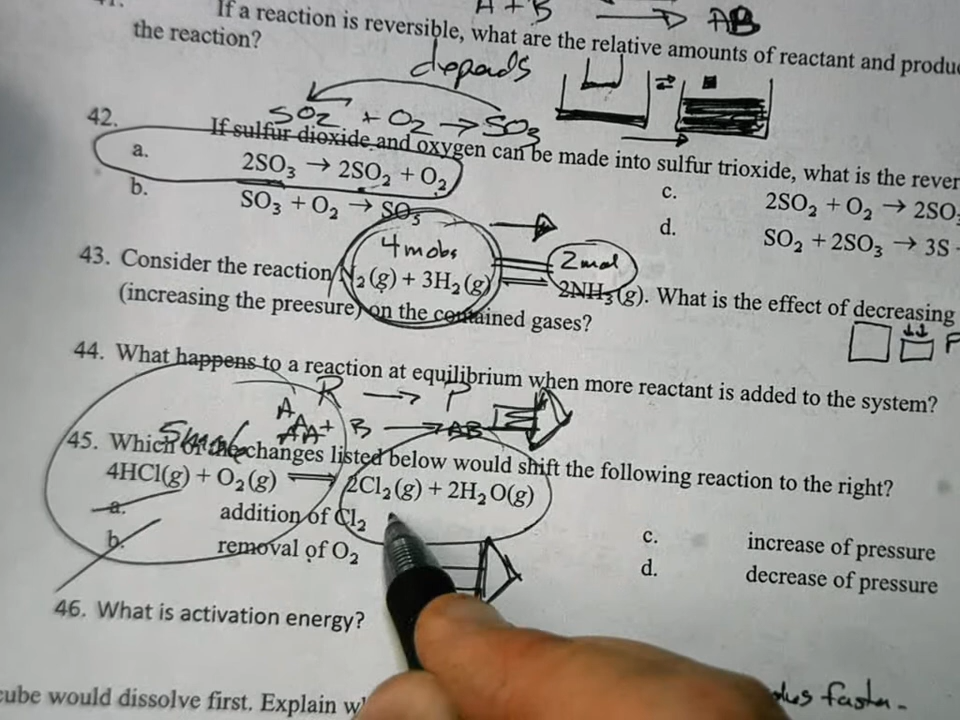 A + B → AB
If a reaction is reversible, what are the relative amounts of reactant and
the reaction?
depends
SO2 + O2 → SO3
42. If sulfur dioxide and oxygen can be made into sulfur trioxide, what is the
a. 2SO₃ → 2SO₂ + O₂
b. SO₃ + O₂ → SO₅
c. 2SO₂ + O₂ → 2SO₃
d. SO₂ + 2SO₃ → 3S
4 mols
2 mol
43. Consider the reaction N₂(g) + 3H₂(g) ⇌ 2NH₃(g). What is the effect of decreasing
(increasing the preesure) on the contained gases?
44. What happens to a reaction at equilibrium when more reactant is added to the system?
R → P
A
AA + B → AB
AA
45. Which of the changes listed below would shift the following reaction to the right?
4HCl(g) + O₂(g) ⇌ 2Cl₂(g) + 2H₂O(g)
a. addition of Cl₂
b. removal of O₂
c. increase of pressure
d. decrease of pressure
46. What is activation energy?
cube would dissolve first. Explain